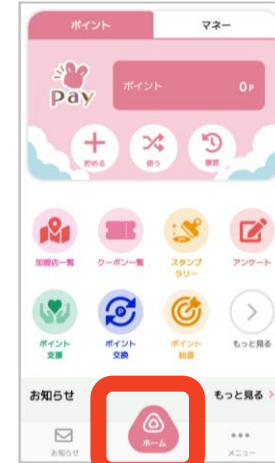 ポイント
マネー
Pay
ポイント
0P
貯める
使う
履歴
加盟店一覧
クーポン一覧
スタンプ
ラリー
アンケート
ポイント
支援
ポイント
交換
ポイント
抽選
もっと見る
お知らせ
もっと見る
お知らせ
ホーム
メニュー